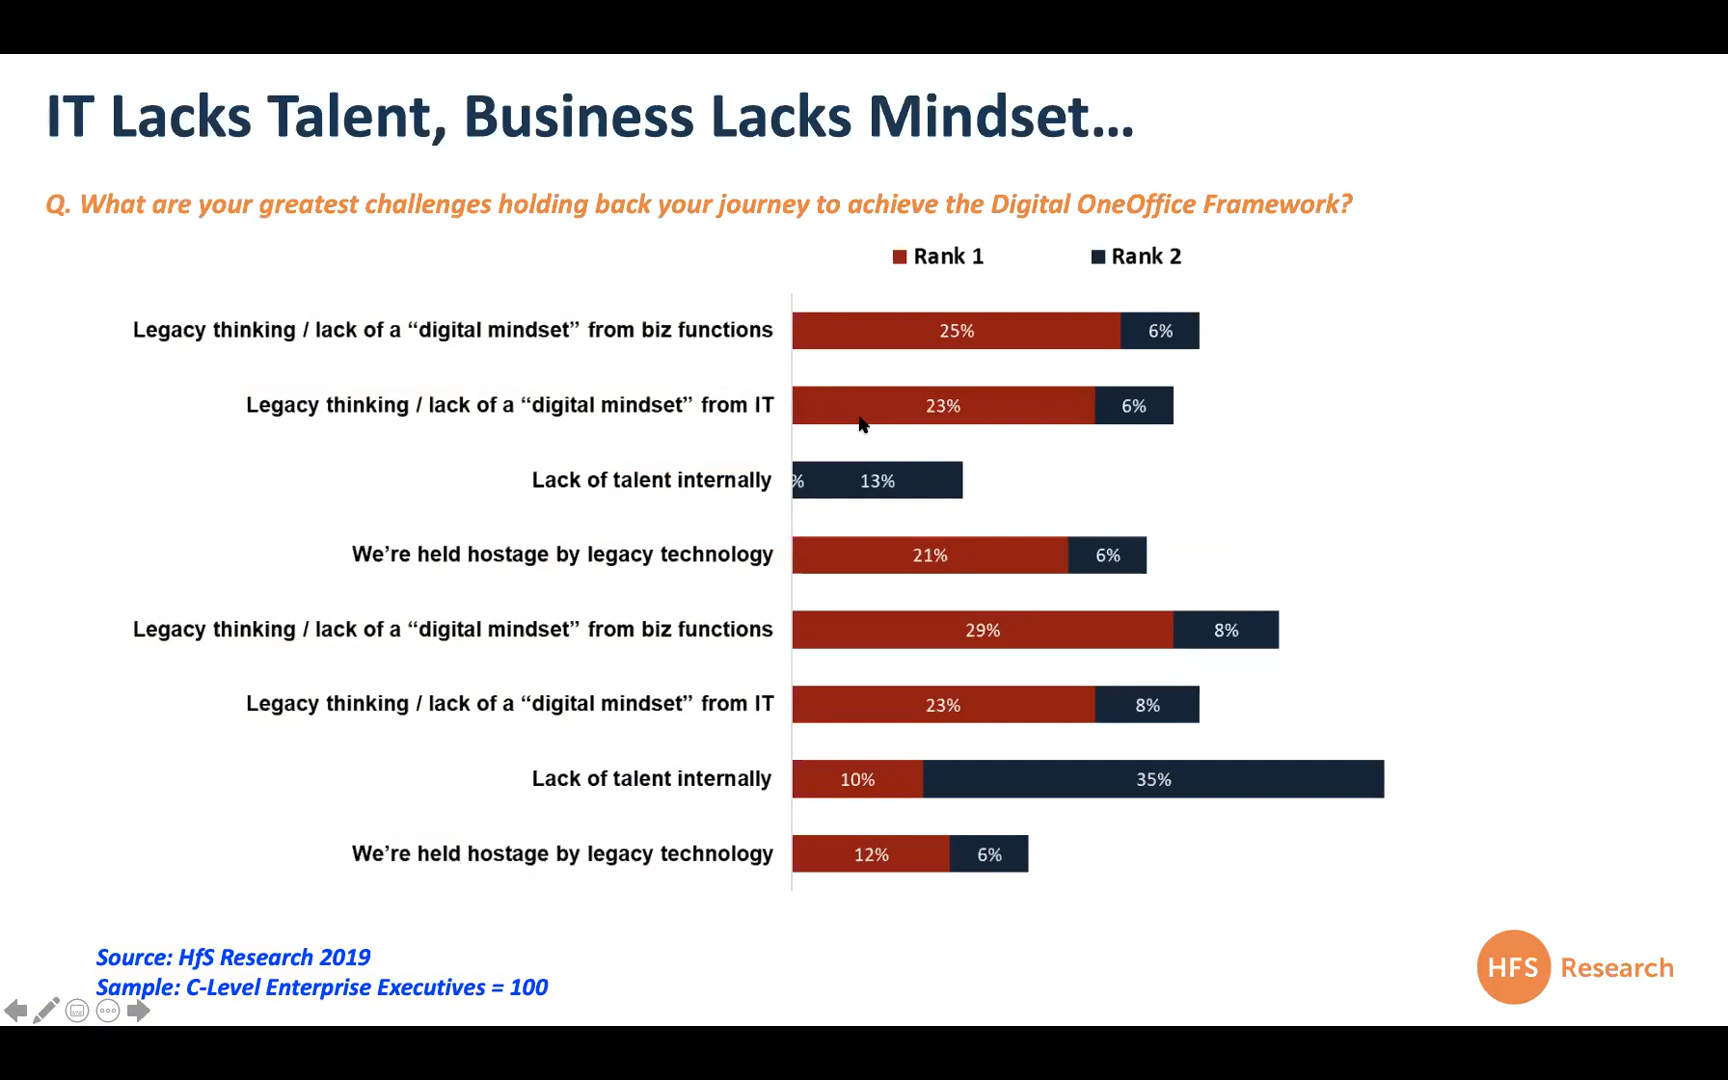 IT Lacks Talent, Business Lacks Mindset…
Q. What are your greatest challenges holding back your journey to achieve the Digital OneOffice Framework?
Rank 1 Rank 2
Legacy thinking / lack of a “digital mindset” from biz functions 25% 6%
Legacy thinking / lack of a “digital mindset” from IT 23% 6%
Lack of talent internally % 13%
We’re held hostage by legacy technology 21% 6%
Legacy thinking / lack of a “digital mindset” from biz functions 29% 8%
Legacy thinking / lack of a “digital mindset” from IT 23% 8%
Lack of talent internally 10% 35%
We’re held hostage by legacy technology 12% 6%
Source: HfS Research 2019
Sample: C-Level Enterprise Executives = 100
HFS Research